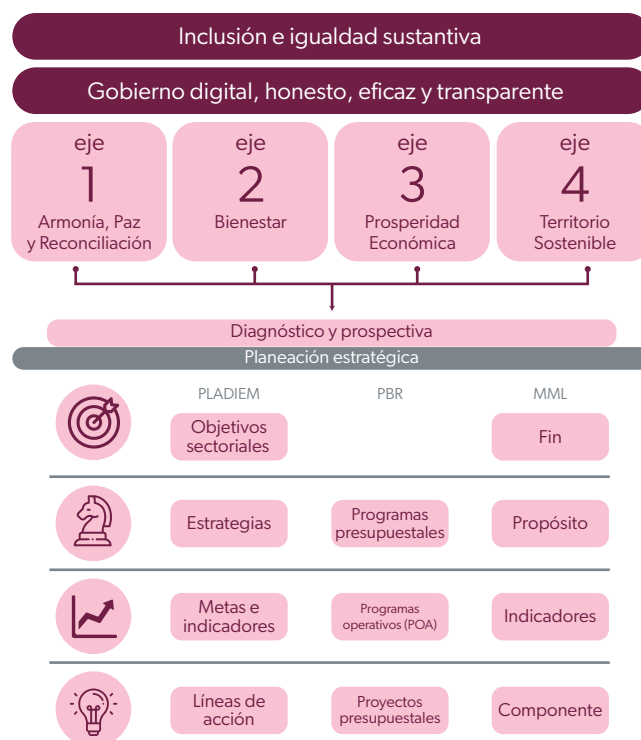 Inclusión e igualdad sustantiva
Gobierno digital, honesto, eficaz y transparente
eje
1
Armonía, Paz
y Reconciliación
eje
2
Bienestar
eje
3
Prosperidad
Económica
eje
4
Territorio
Sostenible
Diagnóstico y prospectiva
Planeación estratégica
PLADIEM
PBR
MML
Objetivos
sectoriales
Fin
Estrategias
Programas
presupuestales
Propósito
Metas e
indicadores
Programas
operativos (POA)
Indicadores
Líneas de
acción
Proyectos
presupuestales
Componente